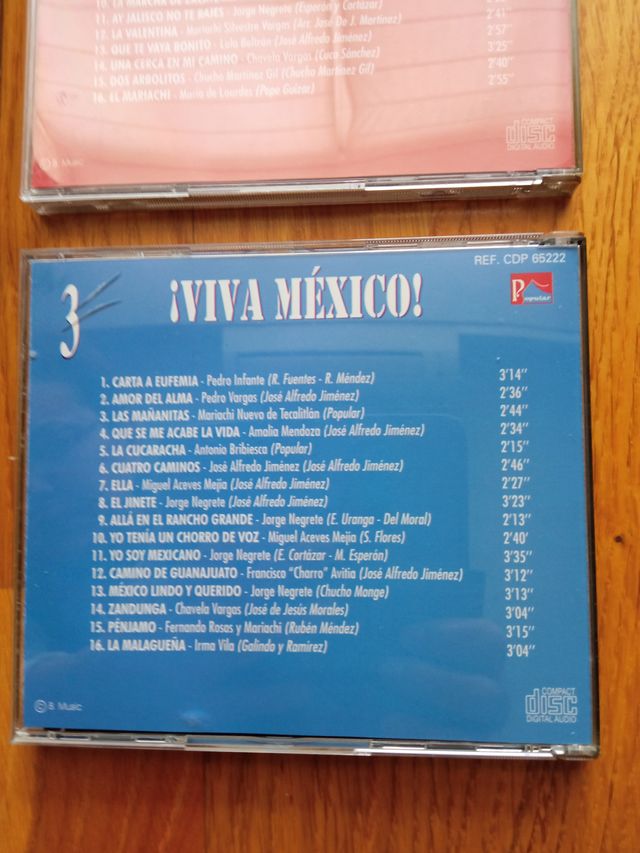 11. AY JALISCO NO TE RAJES - Jorge Negrete (Esperón y Cortázar)
12. LA VALENTINA - Mariachi Silvestre Vargas (Arr. José De J. Martínez) 2'41''
13. QUE TE VAYA BONITO - Lola Beltrán (José Alfredo Jiménez) 2'57''
14. UNA CERCA EN MI CAMINO - Chavela Vargas (Cuco Sánchez) 3'25''
15. DOS ARBOLITOS - Chucho Martínez Gil (Chucho Martínez Gil) 2'40''
16. EL MARIACHI - María de Lourdes (Pepe Guízar) 2'55''
COMPACT
disc
DIGITAL AUDIO
© B. Music
REF. CDP 65222
3
¡VIVA MÉXICO!
Popular
1. CARTA A EUFEMIA - Pedro Infante (R. Fuentes - R. Méndez) 3'14''
2. AMOR DEL ALMA - Pedro Vargas (José Alfredo Jiménez) 2'36''
3. LAS MAÑANITAS - Mariachi Nuevo de Tecalitlán (Popular) 2'44''
4. QUE SE ME ACABE LA VIDA - Amalia Mendoza (José Alfredo Jiménez) 2'34''
5. LA CUCARACHA - Antonio Bribiesca (Popular) 2'15''
6. CUATRO CAMINOS - José Alfredo Jiménez (José Alfredo Jiménez) 2'46''
7. ELLA - Miguel Aceves Mejía (José Alfredo Jiménez) 2'27''
8. EL JINETE - Jorge Negrete (José Alfredo Jiménez) 3'23''
9. ALLÁ EN EL RANCHO GRANDE - Jorge Negrete (E. Uranga - Del Moral) 2'13''
10. YO TENÍA UN CHORRO DE VOZ - Miguel Aceves Mejía (S. Flores) 2'40'
11. YO SOY MEXICANO - Jorge Negrete (E. Cortázar - M. Esperón) 3'35''
12. CAMINO DE GUANAJUATO - Francisco "Charro" Avitia (José Alfredo Jiménez) 3'12''
13. MÉXICO LINDO Y QUERIDO - Jorge Negrete (Chucho Monge) 3'13''
14. ZANDUNGA - Chavela Vargas (José de Jesús Morales) 3'04''
15. PÉNJAMO - Fernando Rosas y Mariachi (Rubén Méndez) 3'15''
16. LA MALAGUEÑA - Irma Vila (Galindo y Ramírez) 3'04''
© B. Music
COMPACT
disc
DIGITAL AUDIO